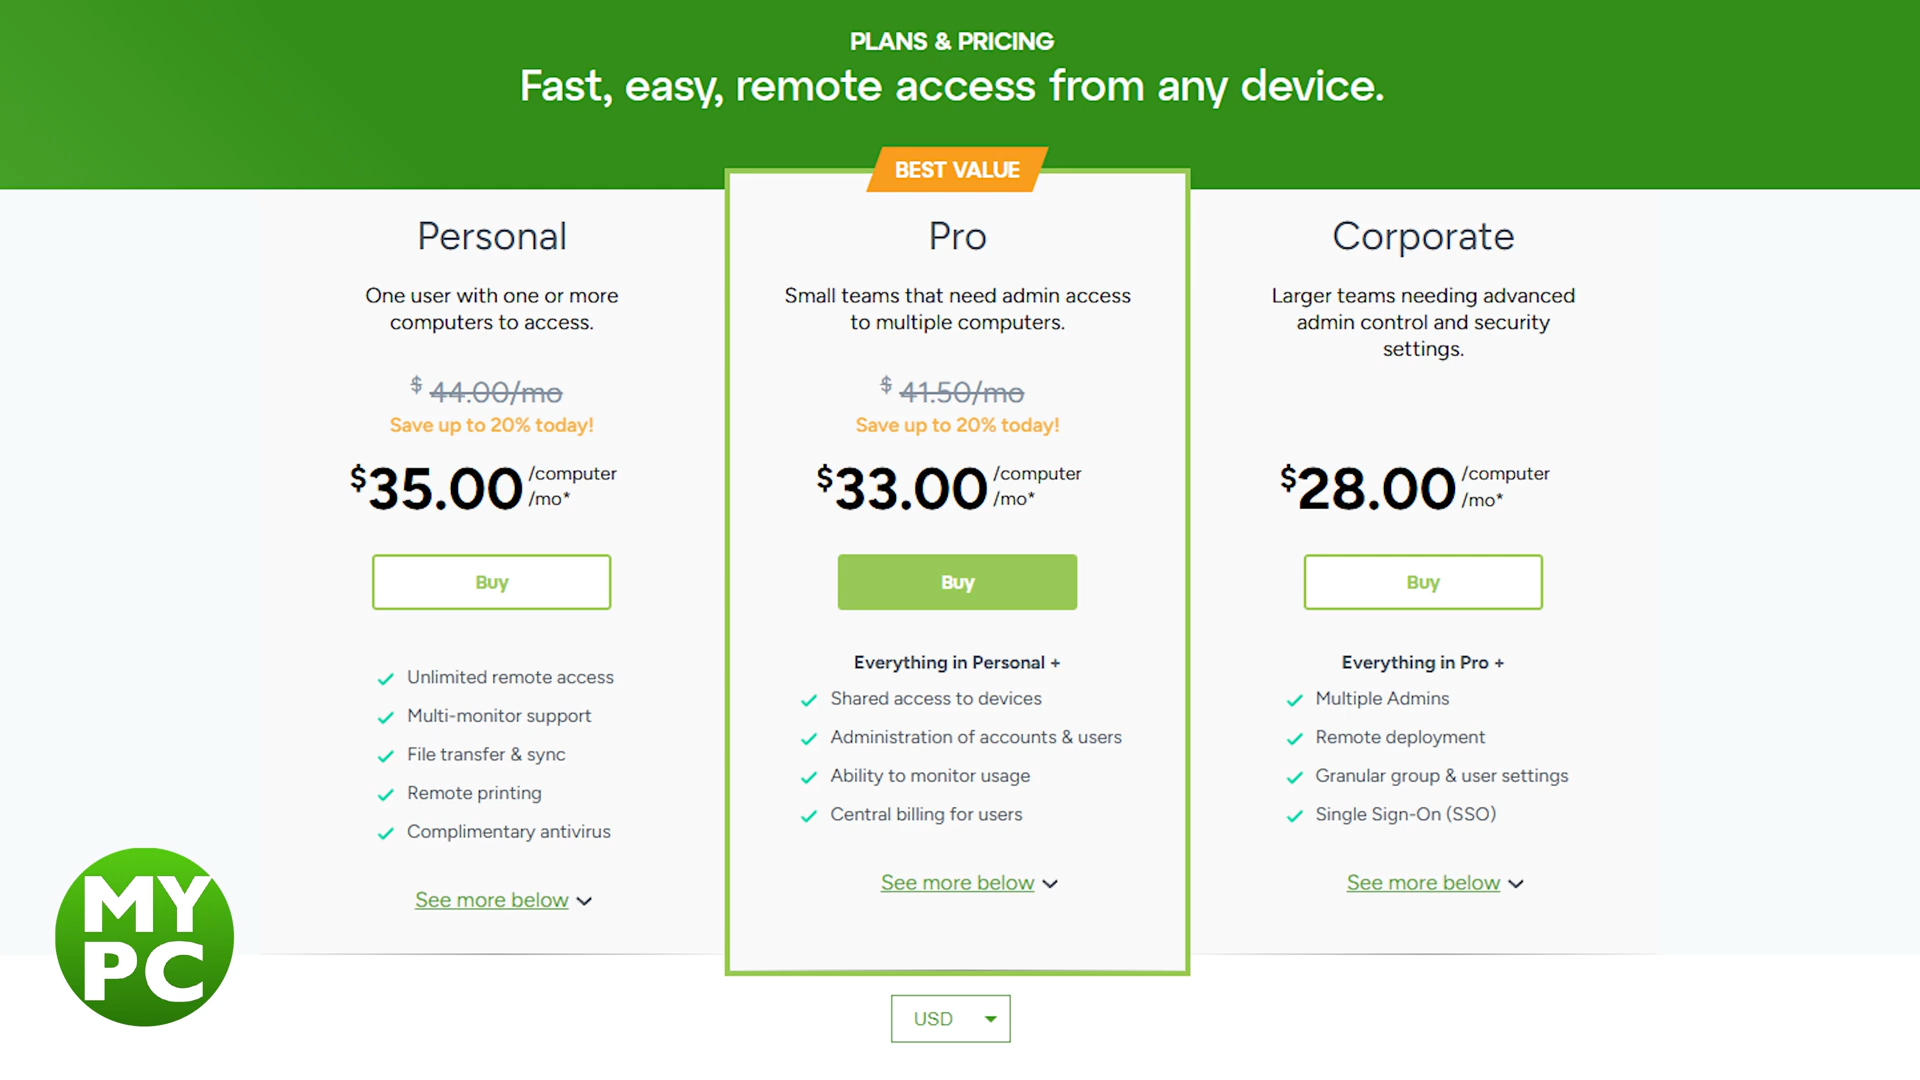 PLANS & PRICING
Fast, easy, remote access from any device.
BEST VALUE
Personal
One user with one or more
computers to access.
$ 44.00/mo
Save up to 20% today!
$35.00 /computer
/mo*
Buy
Unlimited remote access
Multi-monitor support
File transfer & sync
Remote printing
Complimentary antivirus
See more below
Pro
Small teams that need admin access
to multiple computers.
$ 41.50/mo
Save up to 20% today!
$33.00 /computer
/mo*
Buy
Everything in Personal +
Shared access to devices
Administration of accounts & users
Ability to monitor usage
Central billing for users
See more below
Corporate
Larger teams needing advanced
admin control and security
settings.
$28.00 /computer
/mo*
Buy
Everything in Pro +
Multiple Admins
Remote deployment
Granular group & user settings
Single Sign-On (SSO)
See more below
MY
PC
USD